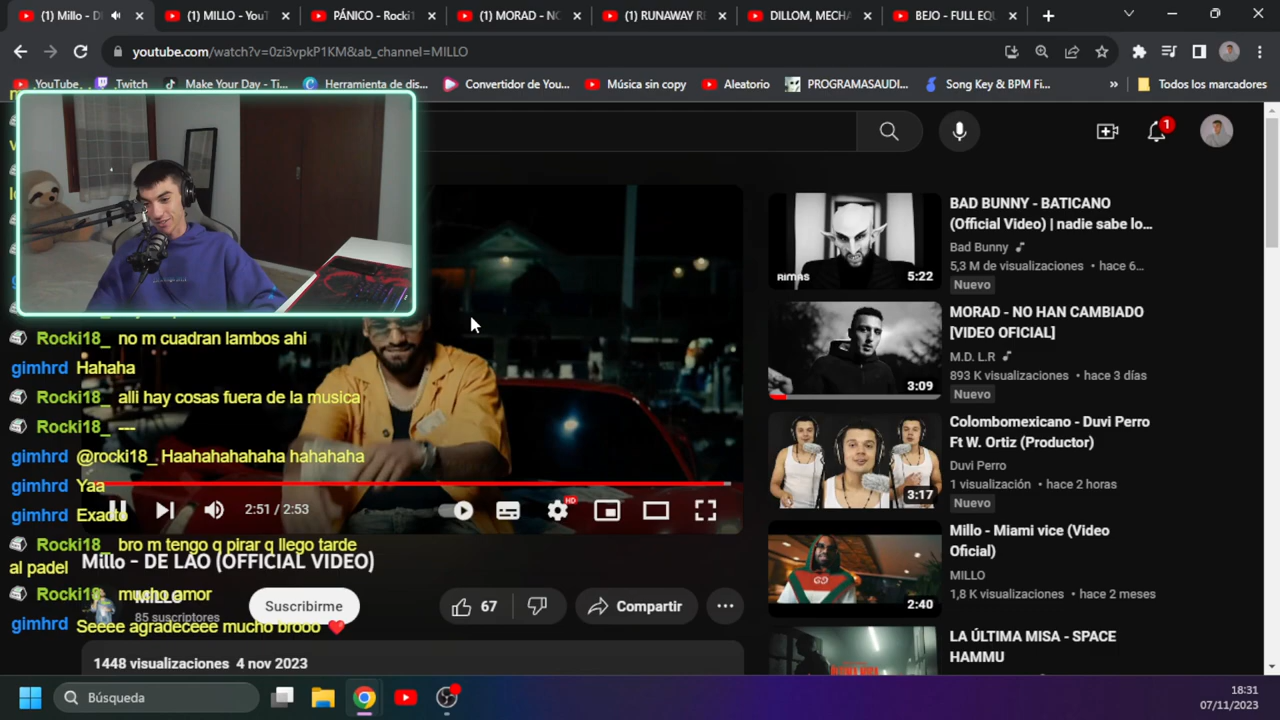 (1) Millo - D
(1) MILLO - YouT
PÁNICO - Rocki1
(1) MORAD - NO
(1) RUNAWAY RE
DILLOM, MECHA
BEJO - FULL EQU
youtube.com/watch?v=0zi3vpkP1KM&ab_channel=MILLO
YouTube
Twitch
Make Your Day - Ti...
Herramienta de dis...
Convertidor de You...
Música sin copy
Aleatorio
PROGRAMASAUDI...
Song Key & BPM Fi...
»
Todos los marcadores
1
Rocki18_ no m cuadran lambos ahi
gimhrd Hahaha
Rocki18_ alli hay cosas fuera de la musica
Rocki18_ ---
gimhrd @rocki18_ Haahahahahaha hahahaha
gimhrd Yaa
gimhrd Exacto
Rocki18_ bro m tengo q pirar q llego tarde
al padel
Rocki18_ mucho amor
gimhrd Seeee agradeceee mucho brooo ❤️
2:51 / 2:53
HD
Millo - DE LAO (OFFICIAL VIDEO)
MILLO
85 suscriptores
Suscribirme
67
Compartir
1448 visualizaciones 4 nov 2023
RIMAS
5:22
BAD BUNNY - BATICANO
(Official Video) | nadie sabe lo...
Bad Bunny
5,3 M de visualizaciones • hace 6...
Nuevo
3:09
MORAD - NO HAN CAMBIADO
[VIDEO OFICIAL]
M.D. L.R
893 K visualizaciones • hace 3 días
Nuevo
3:17
Colombomexicano - Duvi Perro
Ft W. Ortiz (Productor)
Duvi Perro
1 visualización • hace 2 horas
Nuevo
2:40
Millo - Miami vice (Video
Oficial)
MILLO
1,8 K visualizaciones • hace 2 meses
LA ÚLTIMA MISA - SPACE
HAMMU
Búsqueda
18:31
07/11/2023